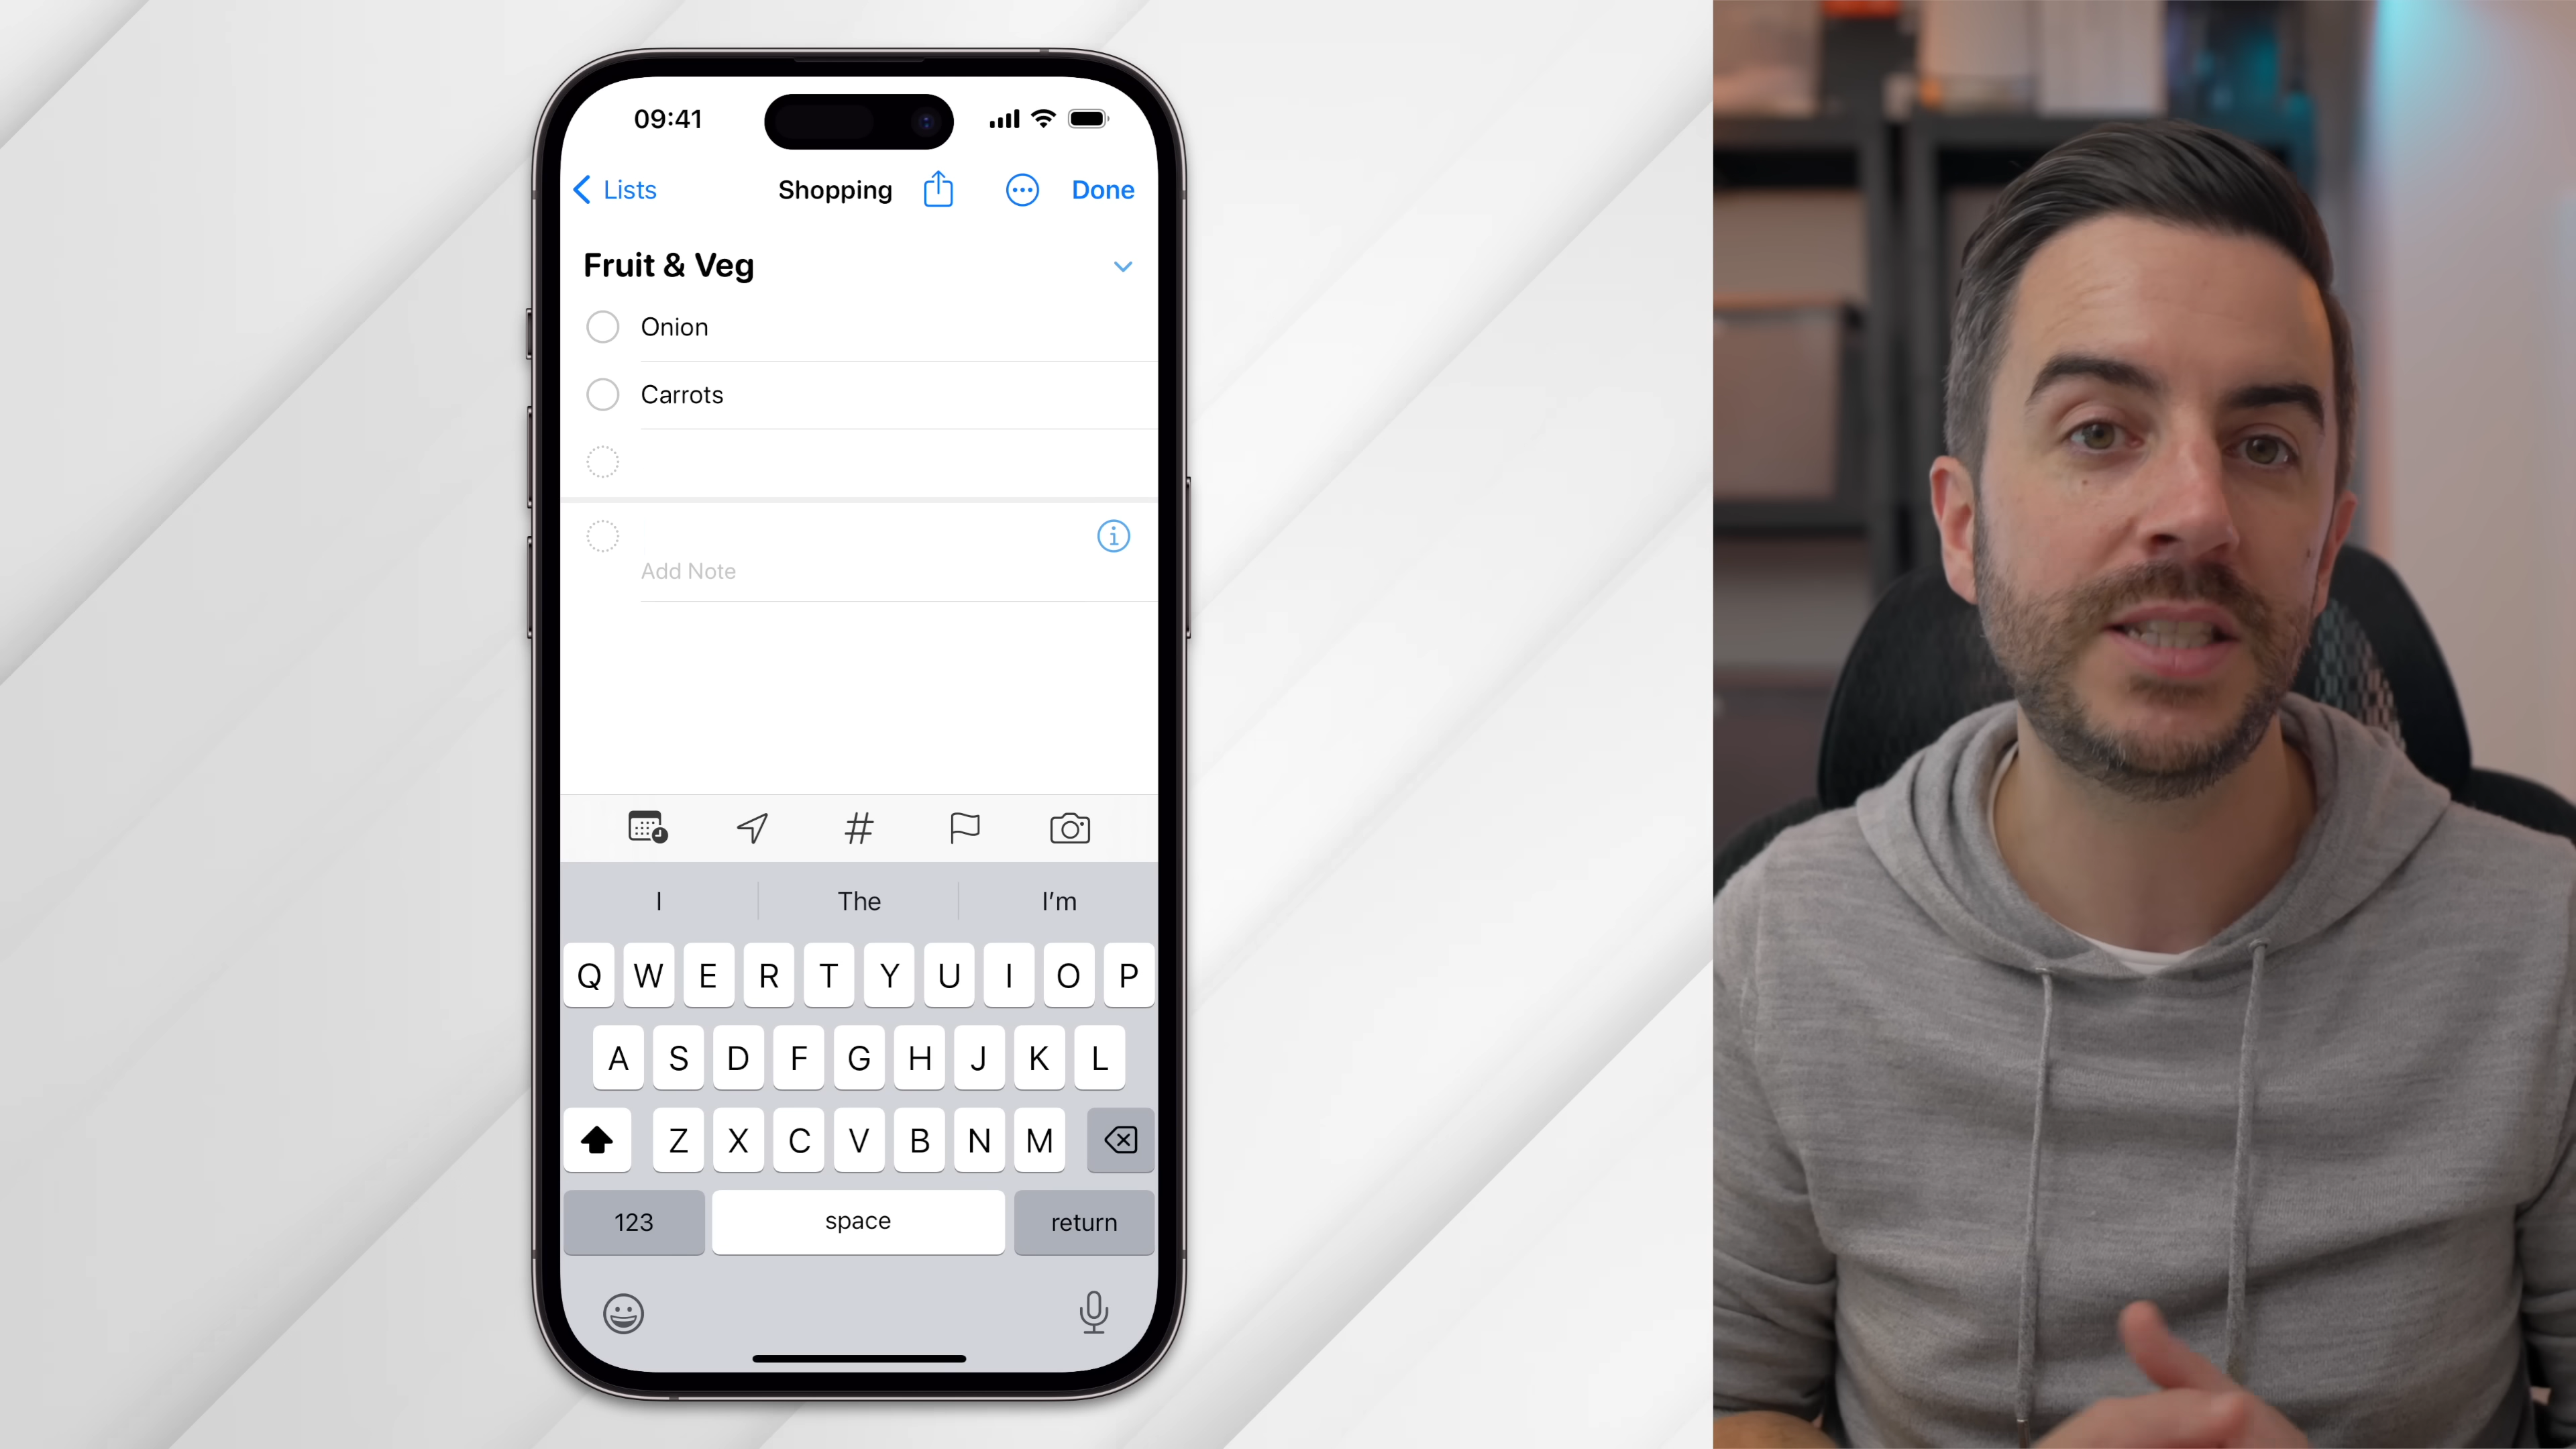 09:41
Lists Shopping Done
Fruit & Veg
Onion
Carrots
Add Note
#
I The I'm
Q W E R T Y U I O P
A S D F G H J K L
Z X C V B N M
123 space return